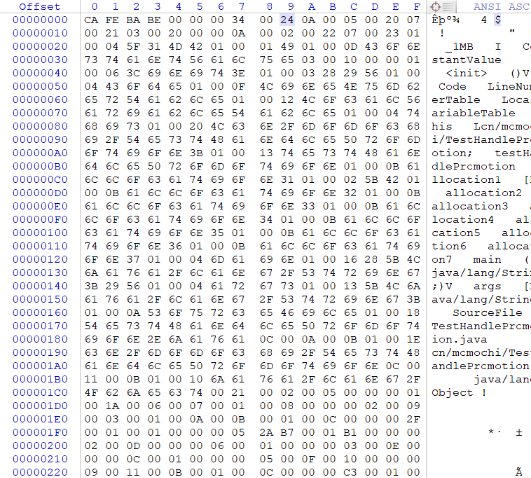 Offset 0 1 2 3 4 5 6 7 8 9 A B C D E F ANSI ASC
00000000 CA FE BA BE 00 00 00 34 00 24 0A 00 05 00 20 07 Êþº¾ 4 $
00000010 00 21 03 00 20 00 00 0A 00 02 00 22 07 00 23 01 ! "
00000020 00 04 5F 31 4D 42 01 00 01 49 01 00 0D 43 6F 6E _1MB I Co
00000030 73 74 61 6E 74 56 61 6C 75 65 03 00 10 00 00 01 stantValue
00000040 00 06 3C 69 6E 69 74 3E 01 00 03 28 29 56 01 00 <init> ()V
00000050 04 43 6F 64 65 01 00 0F 4C 69 6E 65 4E 75 6D 62 Code LineNum
00000060 65 72 54 61 62 6C 65 01 00 12 4C 6F 63 61 6C 56 erTable Loca
00000070 61 72 69 61 62 6C 65 54 61 62 6C 65 01 00 04 74 ariableTable
00000080 68 69 73 01 00 20 4C 63 6E 2F 6D 6F 6D 6F 63 68 his Lcn/mcmo
00000090 69 2F 54 65 73 74 48 61 6E 64 6C 65 50 72 6F 6D i/TestHandleP
000000A0 6F 74 69 6F 6E 3B 01 00 13 74 65 73 74 48 61 6E otion; testH
000000B0 64 6C 65 50 72 6F 6D 6F 74 69 6F 6E 01 00 0B 61 dlePrcmotion
000000C0 6C 6C 6F 63 61 74 69 6F 6E 31 01 00 02 5B 42 01 llocation1 [
000000D0 00 0B 61 6C 6C 6F 63 61 74 69 6F 6E 32 01 00 0B allocation2
000000E0 61 6C 6C 6F 63 61 74 69 6F 6E 33 01 00 0B 61 6C allocation3
000000F0 6C 6F 63 61 74 69 6F 6E 34 01 00 0B 61 6C 6C 6F location4 al
00000100 63 61 74 69 6F 6E 35 01 00 0B 61 6C 6C 6F 63 61 cation5 allo
00000110 74 69 6F 6E 36 01 00 0B 61 6C 6C 6F 63 61 74 69 tion6 alloca
00000120 6F 6E 37 01 00 04 6D 61 69 6E 01 00 16 28 5B 4C on7 main (
00000130 6A 61 76 61 2F 6C 61 6E 67 2F 53 74 72 69 6E 67 java/lang/Stri
00000140 3B 29 56 01 00 04 61 72 67 73 01 00 13 5B 4C 6A ;)V args [
00000150 61 76 61 2F 6C 61 6E 67 2F 53 74 72 69 6E 67 3B ava/lang/Strin
00000160 01 00 0A 53 6F 75 72 63 65 46 69 6C 65 01 00 18 SourceFile
00000170 54 65 73 74 48 61 6E 64 6C 65 50 72 6F 6D 6F 74 TestHandlePrcm
00000180 69 6F 6E 2E 6A 61 76 61 0C 00 0A 00 0B 01 00 1E ion.java
00000190 63 6E 2F 6D 6F 6D 6F 63 68 69 2F 54 65 73 74 48 cn/mcmochi/Tes
000001A0 61 6E 64 6C 65 50 72 6F 6D 6F 74 69 6F 6E 0C 00 andlePrcmotion
000001B0 11 00 0B 01 00 10 6A 61 76 61 2F 6C 61 6E 67 2F java/lan
000001C0 4F 62 6A 65 63 74 00 21 00 02 00 05 00 00 00 01 Object !
000001D0 00 1A 00 06 00 07 00 01 00 08 00 00 00 02 00 09
000001E0 00 03 00 01 00 0A 00 0B 00 01 00 0C 00 00 00 2F
000001F0 00 01 00 01 00 00 00 05 2A B7 00 01 B1 00 00 00 *· ±
00000200 02 00 0D 00 00 00 06 00 01 00 00 00 03 00 0E 00
00000210 00 00 0C 00 01 00 00 00 05 00 0F 00 10 00 00 00
00000220 09 00 11 00 0B 00 01 00 0C 00 00 00 C3 00 01 00